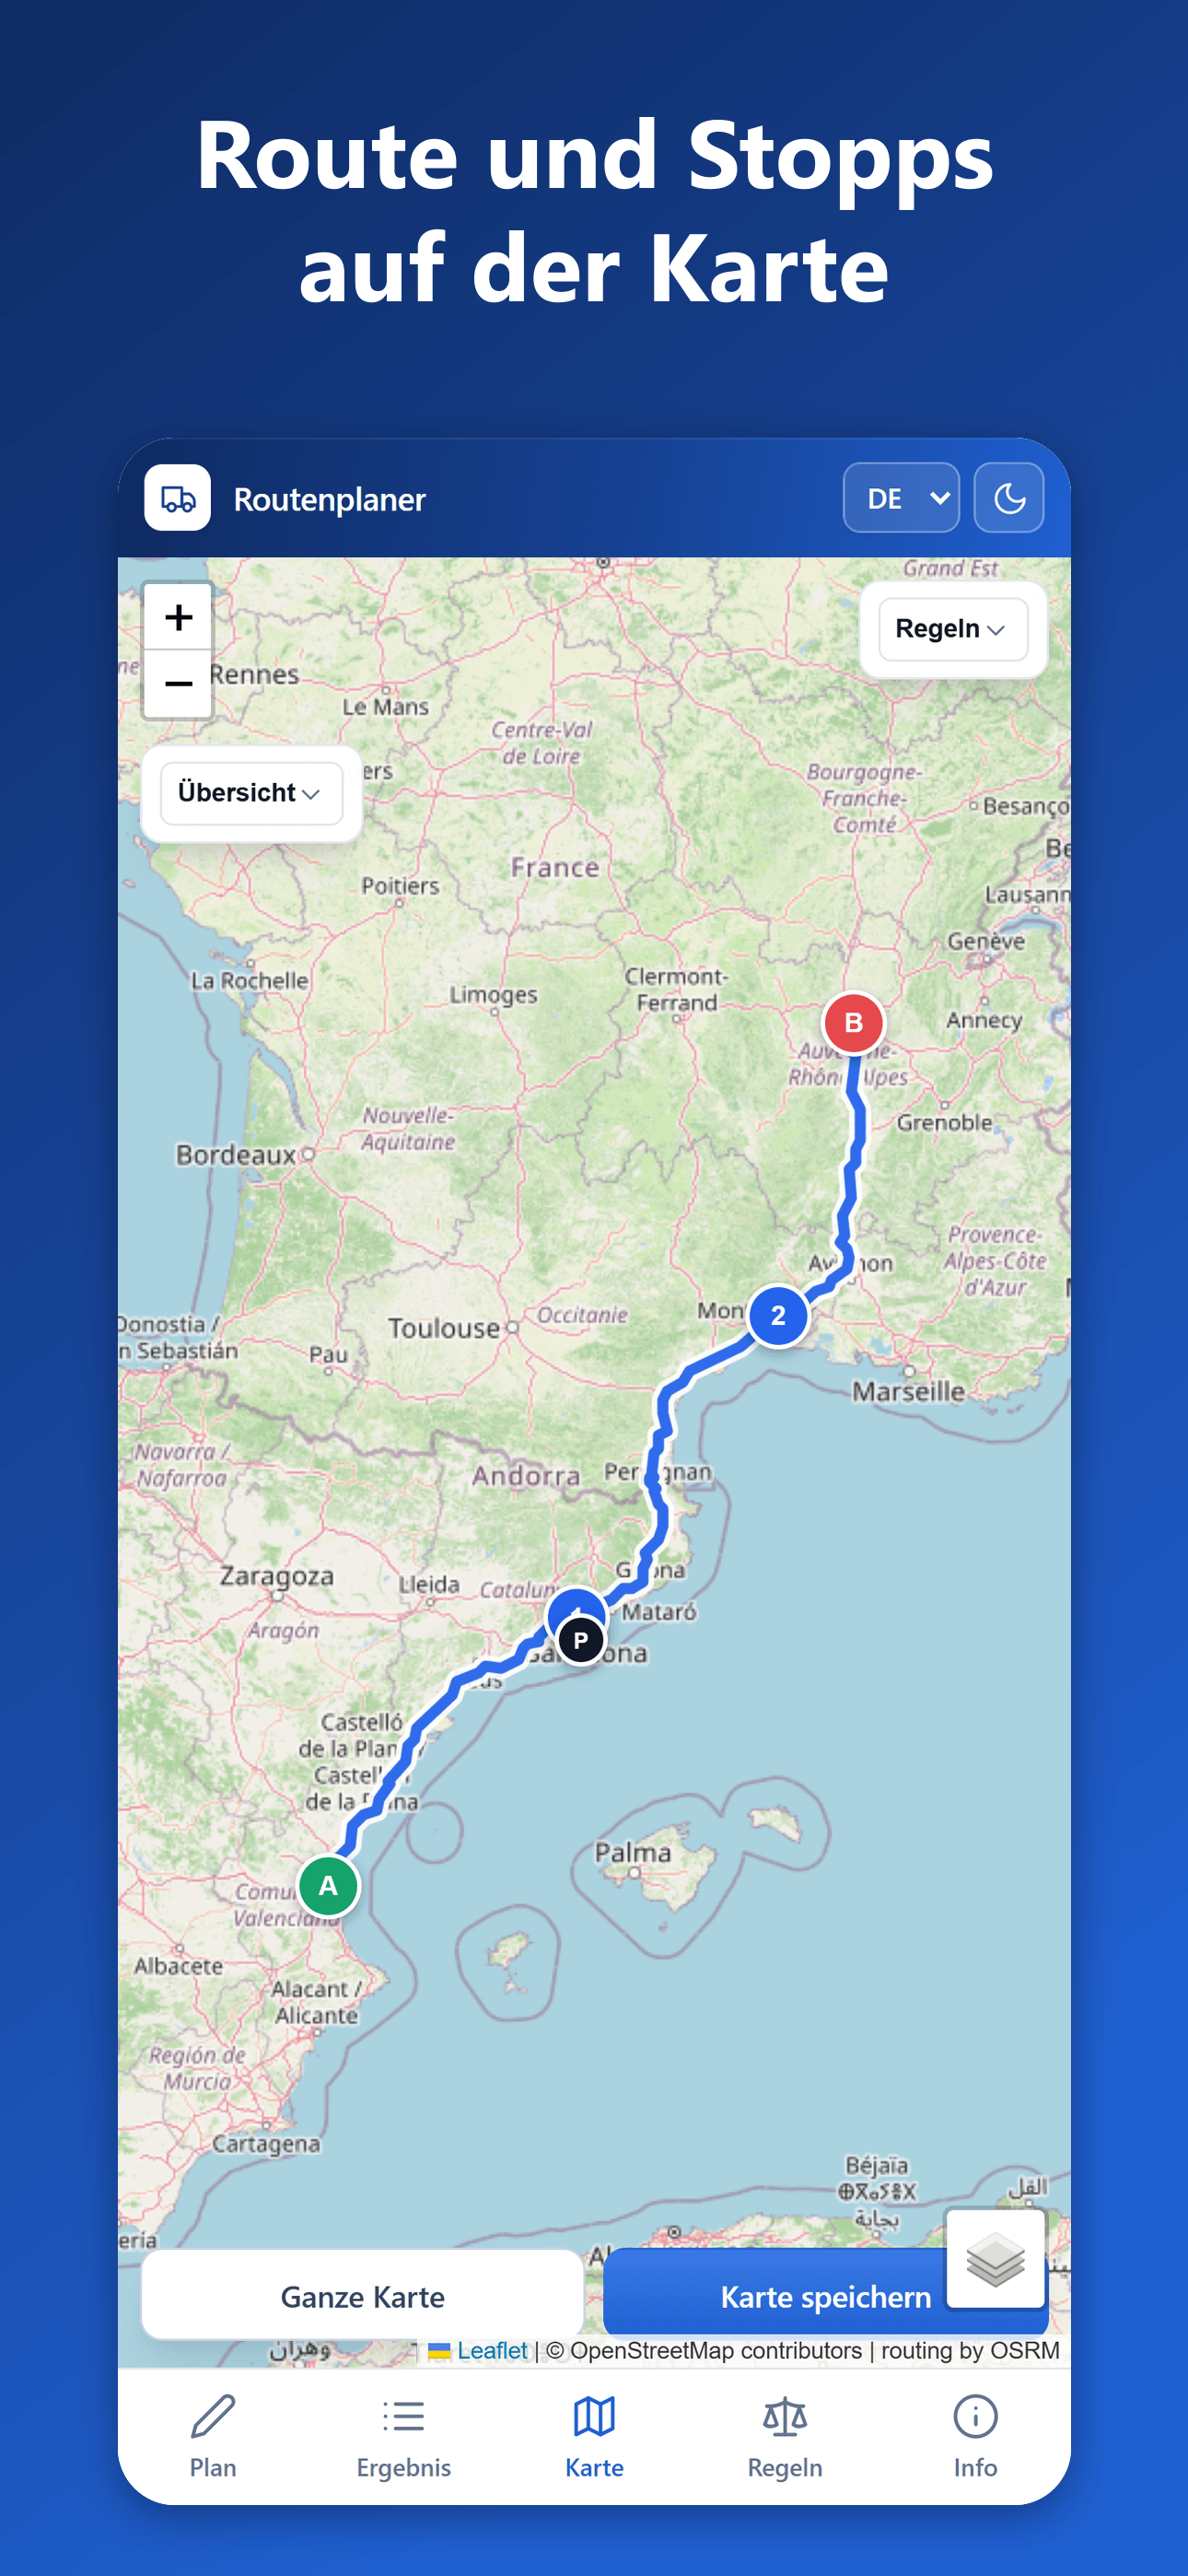 Route und Stopps
auf der Karte
Routenplaner
DE
Grand Est
+
Regeln
Rennes
−
Le Mans
Centre-Val
de Loire
Übersicht
Bourgogne-
Franche-
Comté
France
Poitiers
Genève
La Rochelle
Limoges
Clermont-
Ferrand
B
Annecy
Grenoble
Nouvelle-
Aquitaine
Bordeaux
Provence-
Alpes-Côte
d'Azur
2
Occitanie
Toulouse
Donostia /
n Sebastián
Pau
Marseille
Navarra /
Nafarroa
Andorra
Zaragoza
Lleida
Mataró
Aragón
P
Castelló
de la Plan
A
Palma
Albacete
Alacant /
Alicante
Región de
Murcia
Cartagena
Béjaïa
ⴱⴳⴰⵢⴻⵜ
بجاية
القل
Ganze Karte
Karte speichern
وهران
Leaflet | © OpenStreetMap contributors | routing by OSRM
Plan
Ergebnis
Karte
Regeln
Info